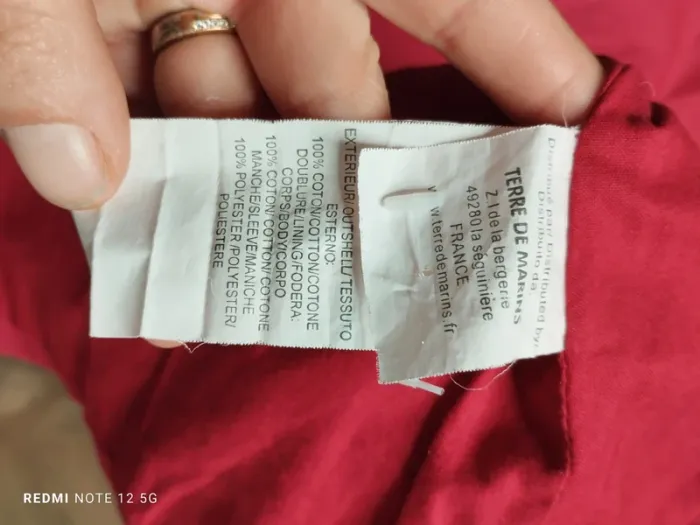 Distribué par/ Distributed by:
Distribuito da
TERRE DE MARINS
Z.I de la bergerie
49280 la séguinière
FRANCE
w.terredemarins.fr
EXTERIEUR/OUTSHELL/TESSUTO
ESTERNO:
100% COTON/COTTON/COTONE
DOUBLURE/LINING/FODERA:
CORPS/BODY/CORPO
100% COTON/COTTON/COTONE
MANCHE/SLEEVE/MANICHE
100% POLYESTER/POLYESTER/
POLIESTERE
REDMI NOTE 12 5G